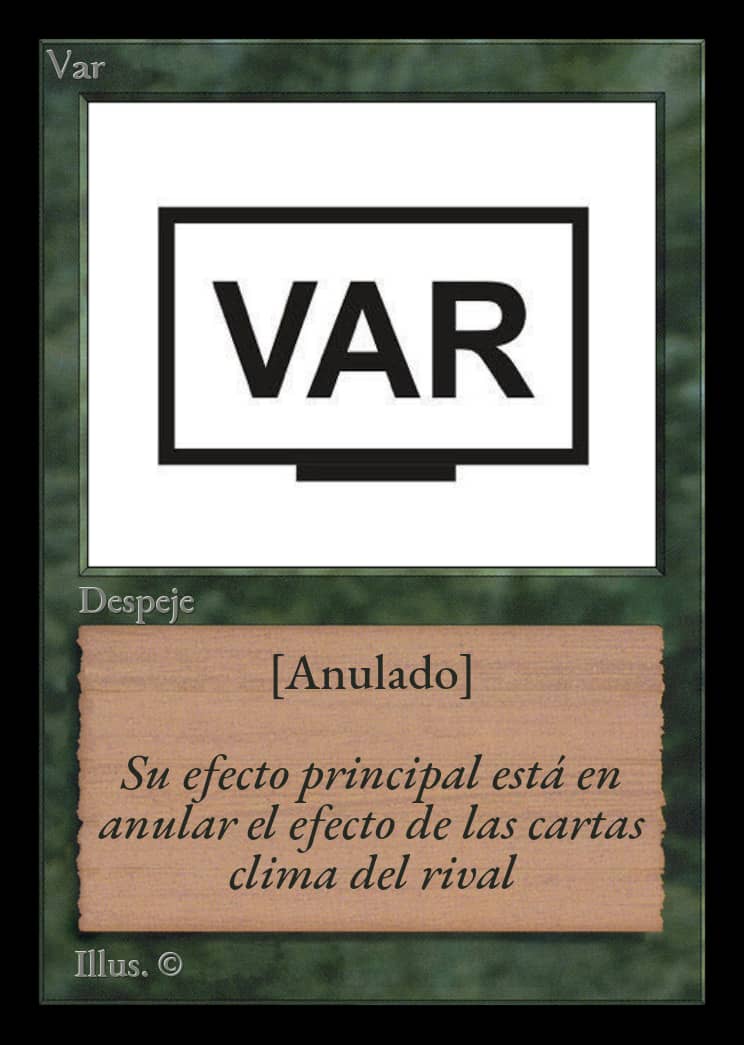 Var
VAR
Despeje
[Anulado]
Su efecto principal está en
anular el efecto de las cartas
clima del rival
Illus. ©